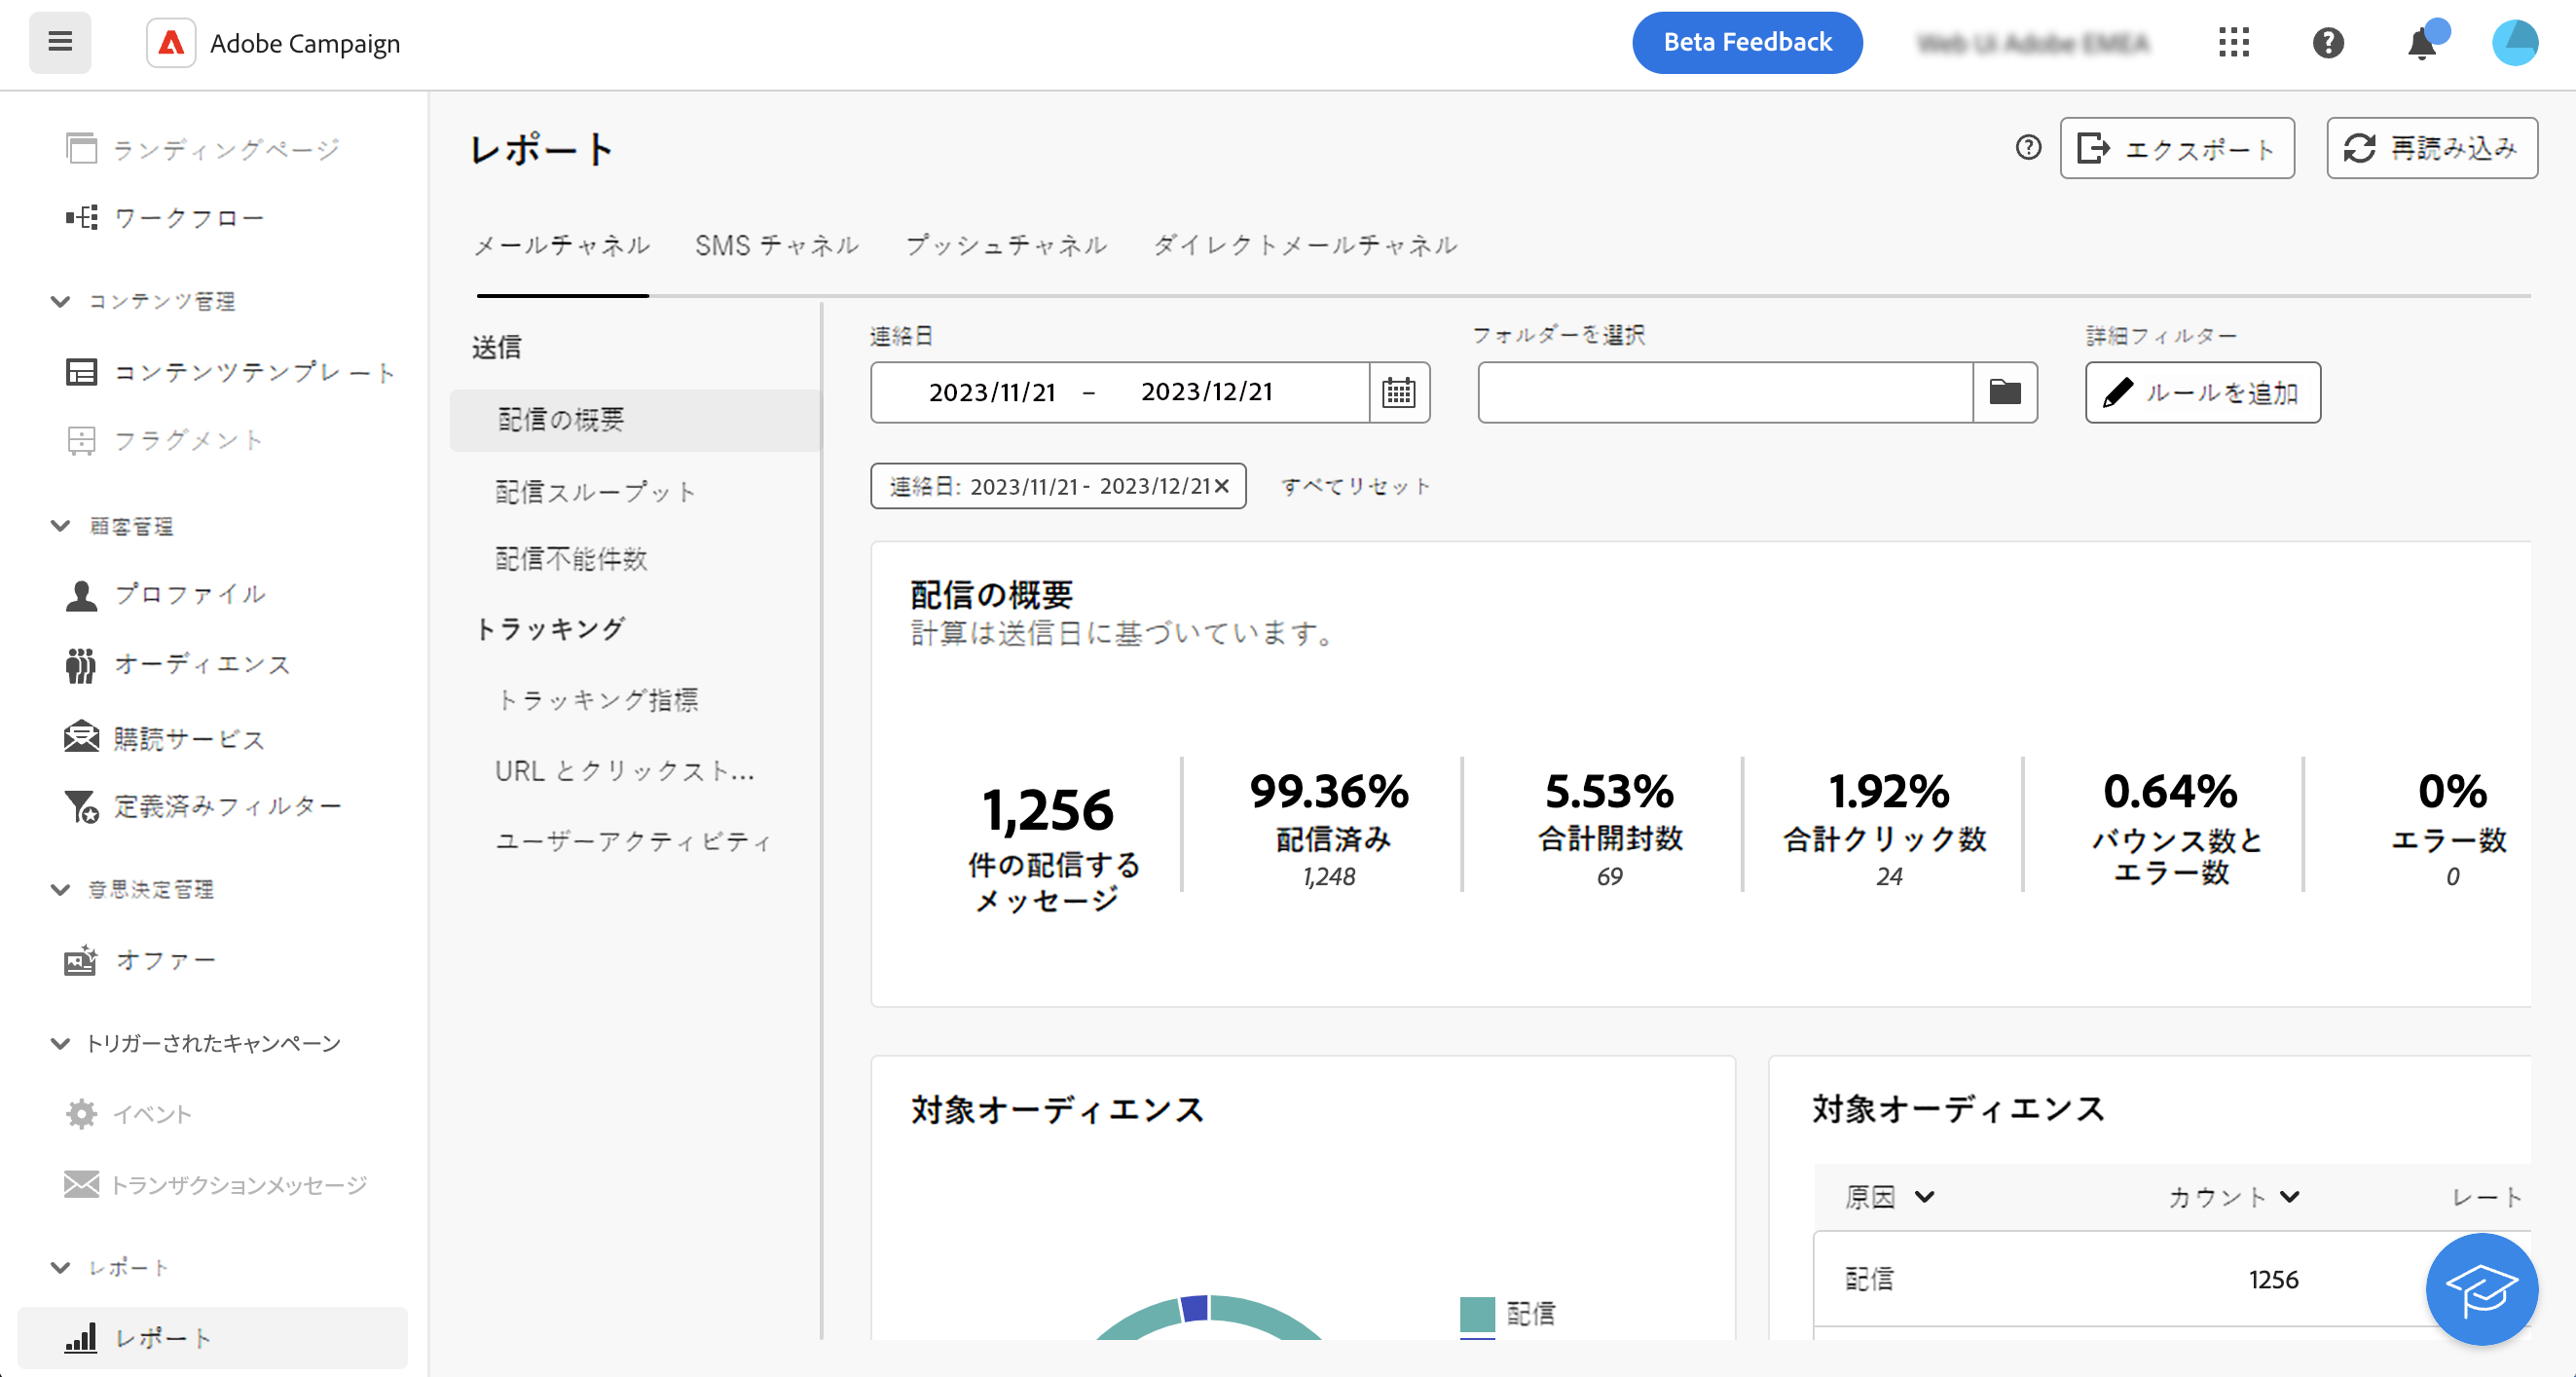 Adobe Campaign
Beta Feedback
ランディングページ
ワークフロー
コンテンツ管理
コンテンツテンプレート
フラグメント
顧客管理
プロファイル
オーディエンス
購読サービス
定義済みフィルター
意思決定管理
オファー
トリガーされたキャンペーン
イベント
トランザクションメッセージ
レポート
レポート
レポート
エクスポート
再読み込み
メールチャネル SMS チャネル プッシュチャネル ダイレクトメールチャネル
送信
配信の概要
配信スループット
配信不能件数
トラッキング
トラッキング指標
URL とクリックスト...
ユーザーアクティビティ
連絡日
2023/11/21 – 2023/12/21
フォルダーを選択
詳細フィルター
ルールを追加
連絡日: 2023/11/21 - 2023/12/21
すべてリセット
配信の概要
計算は送信日に基づいています。
1,256
件の配信する
メッセージ
99.36%
配信済み
1,248
5.53%
合計開封数
69
1.92%
合計クリック数
24
0.64%
バウンス数と
エラー数
0%
エラー数
0
対象オーディエンス
配信
対象オーディエンス
原因 カウント レート
配信 1256